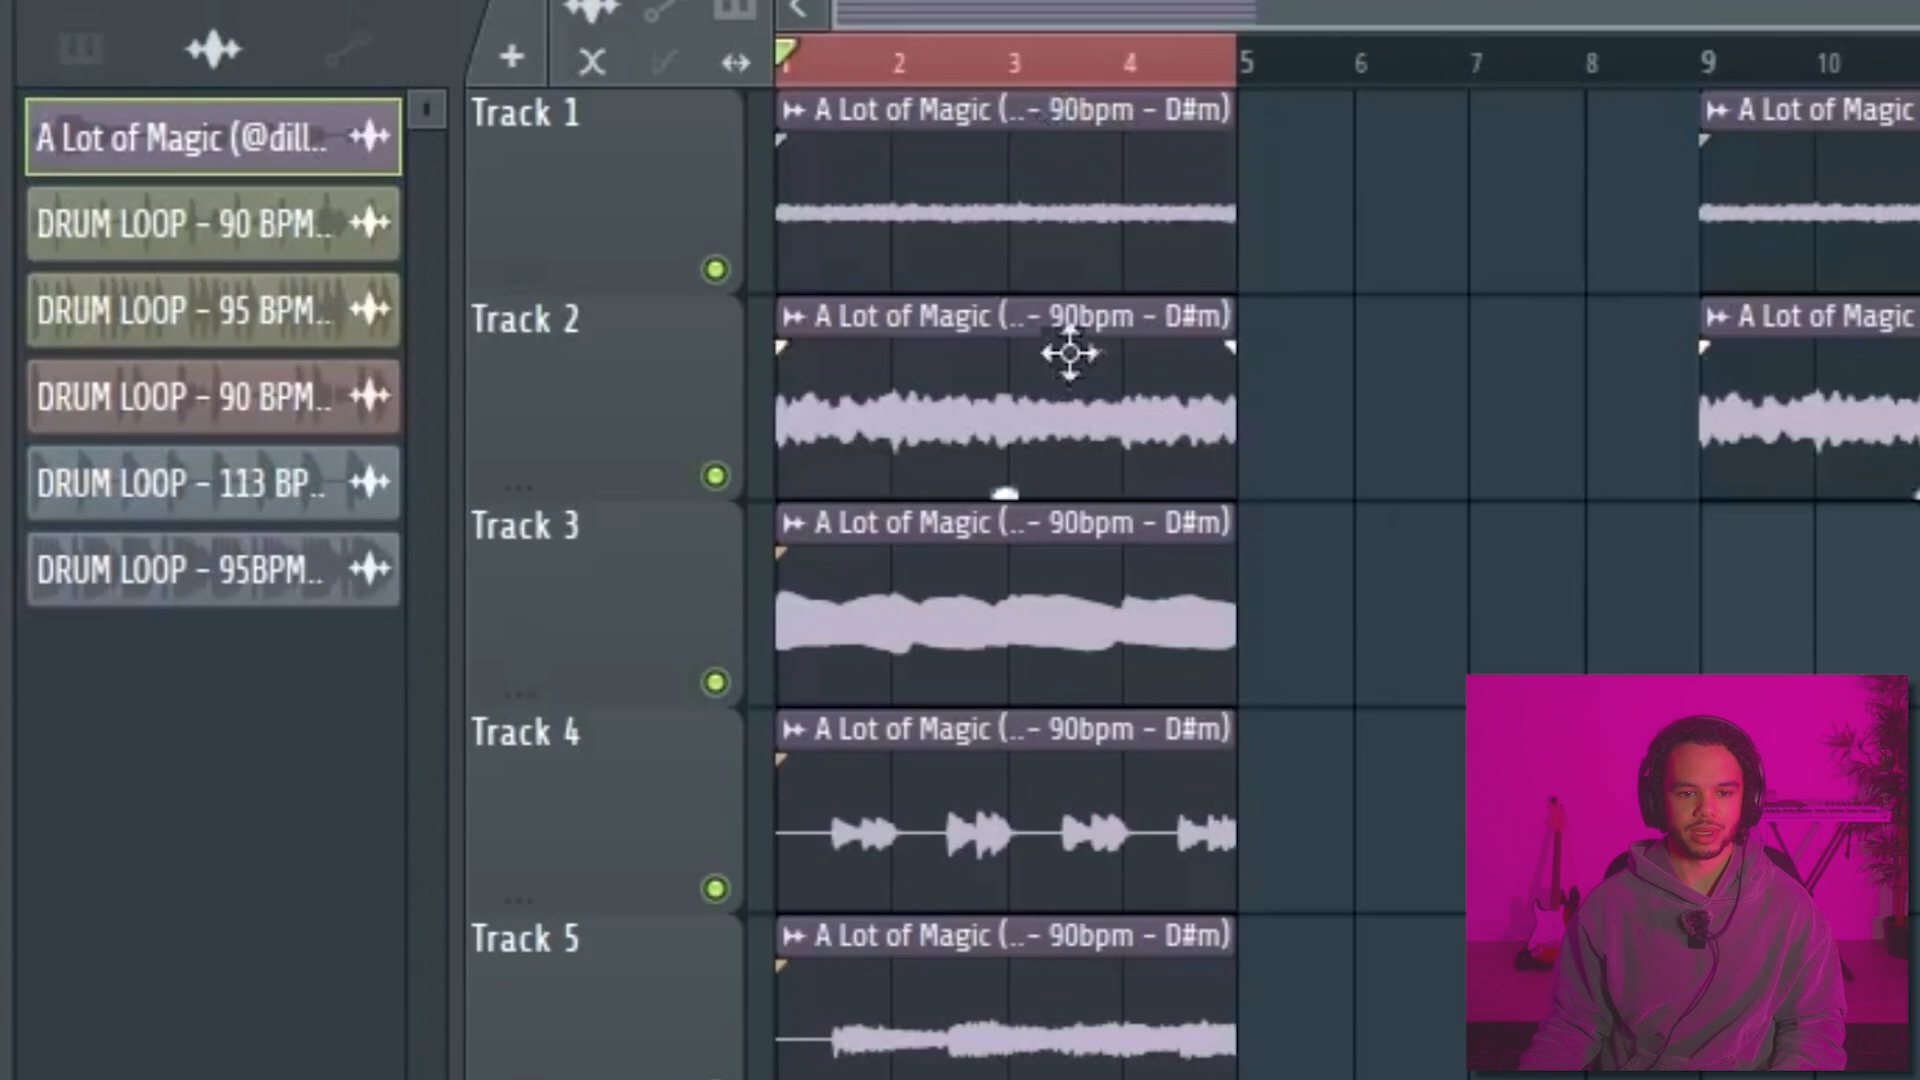 2 3 4 5 6 7 8 9 10
A Lot of Magic (@dill..
DRUM LOOP - 90 BPM..
DRUM LOOP - 95 BPM..
DRUM LOOP - 90 BPM..
DRUM LOOP - 113 BP..
DRUM LOOP - 95BPM..
Track 1
A Lot of Magic (..- 90bpm - D#m)
A Lot of Magic
Track 2
A Lot of Magic (..- 90bpm - D#m)
A Lot of Magic
Track 3
A Lot of Magic (..- 90bpm - D#m)
Track 4
A Lot of Magic (..- 90bpm - D#m)
Track 5
A Lot of Magic (..- 90bpm - D#m)